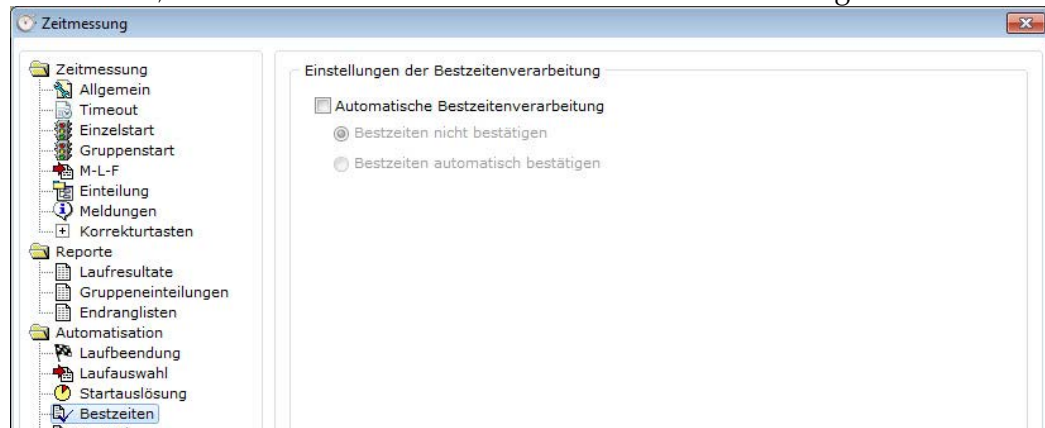 Zeitmessung
Zeitmessung
Allgemein
Timeout
Einzelstart
Gruppenstart
M-L-F
Einteilung
Meldungen
Korrekturtasten
Reporte
Laufresultate
Gruppeneinteilungen
Endranglisten
Automatisation
Laufbeendung
Laufauswahl
Startauslösung
Bestzeiten
Einstellungen der Bestzeitenverarbeitung
Automatische Bestzeitenverarbeitung
Bestzeiten nicht bestätigen
Bestzeiten automatisch bestätigen